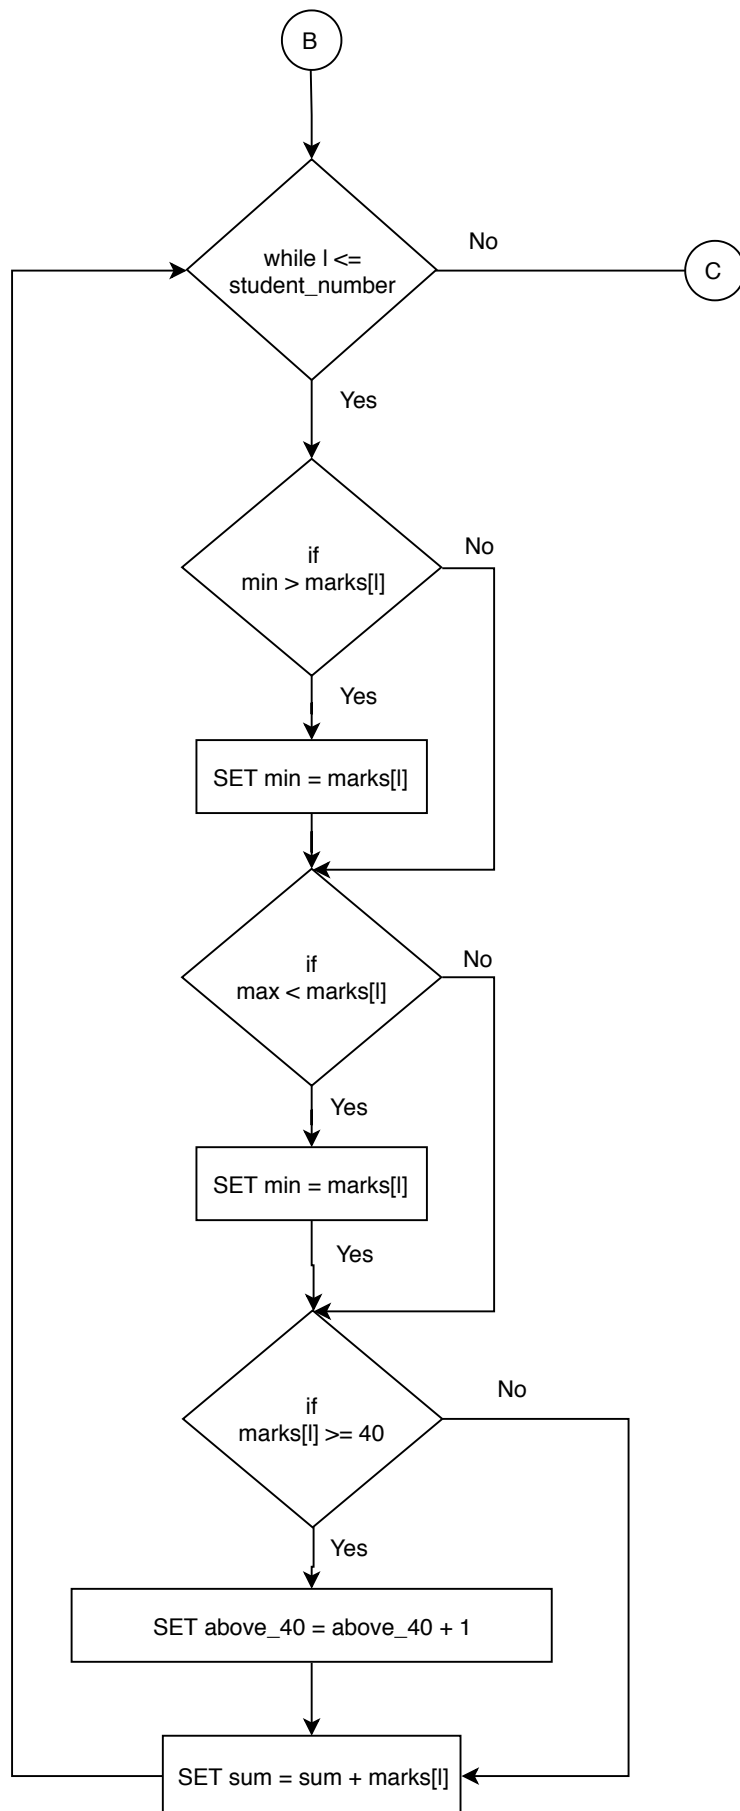 B
while l <=
student_number
No
C
Yes
if
min > marks[l]
No
Yes
SET min = marks[l]
if
max < marks[l]
No
Yes
SET min = marks[l]
Yes
if
marks[l] >= 40
No
Yes
SET above_40 = above_40 + 1
SET sum = sum + marks[l]